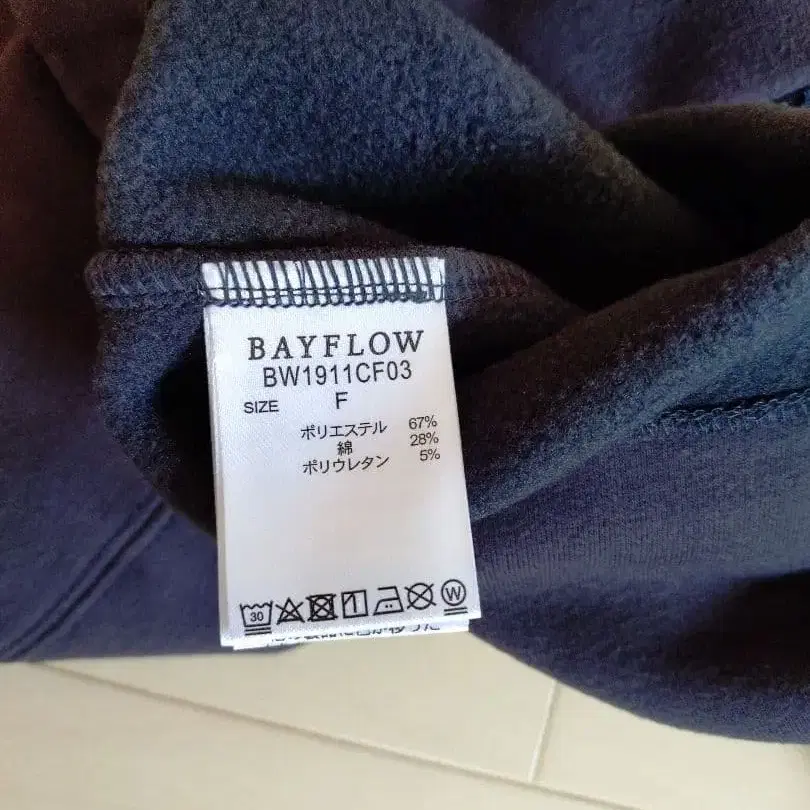 BAYFLOW
BW1911CF03
SIZE F
ポリエステル 67%
綿 28%
ポリウレタン 5%
30 W